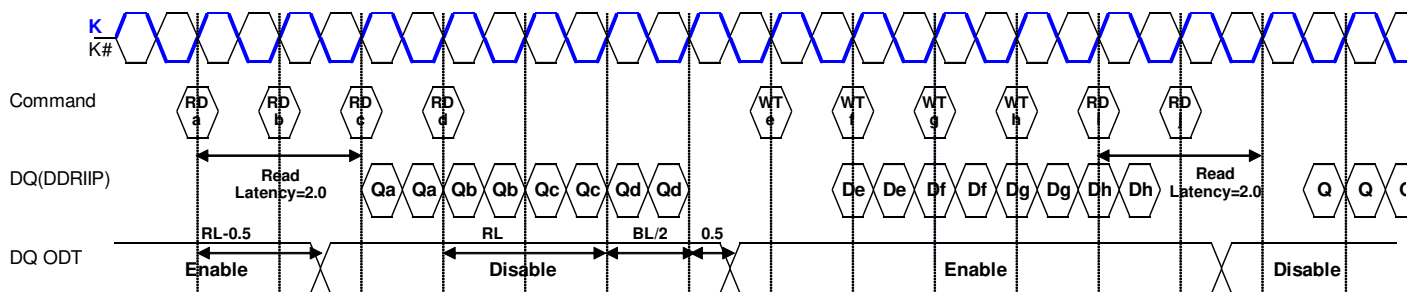 K
K#
Command
RD a RD b RD c RD d WT e WT f WT g WT h RD i RD j
Read Latency=2.0
Read Latency=2.0
DQ(DDRIIP)
Qa Qa Qb Qb Qc Qc Qd Qd De De Df Df Dg Dg Dh Dh Q Q
RL-0.5 RL BL/2 0.5
DQ ODT
Enable Disable Enable Disable